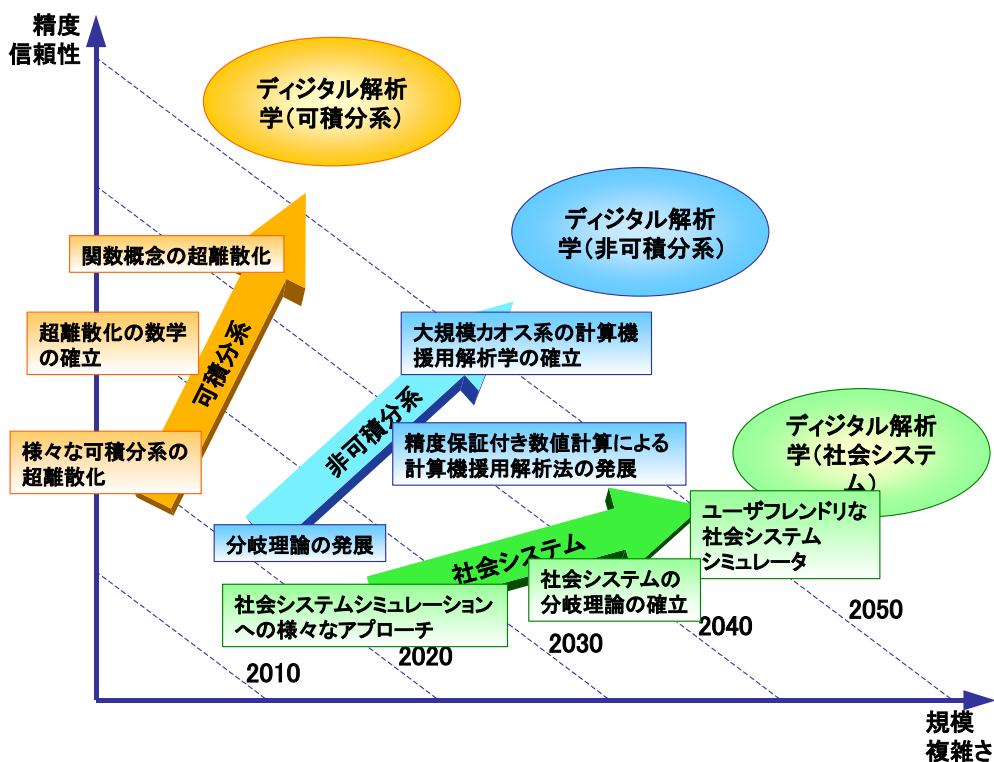 精度
信頼性
ディジタル解析
学（可積分系）
ディジタル解析
学（非可積分系）
関数概念の超離散化
超離散化の数学
の確立
可積分系
大規模カオス系の計算機
援用解析学の確立
非可積分系
様々な可積分系の
超離散化
精度保証付き数値計算による
計算機援用解析法の発展
ディジタル解析
学（社会システ
ム）
分岐理論の発展
社会システム
ユーザフレンドリな
社会システム
シミュレータ
社会システムシミュレーション
への様々なアプローチ
社会システムの
分岐理論の確立
2010
2020
2030
2040
2050
規模
複雑さ